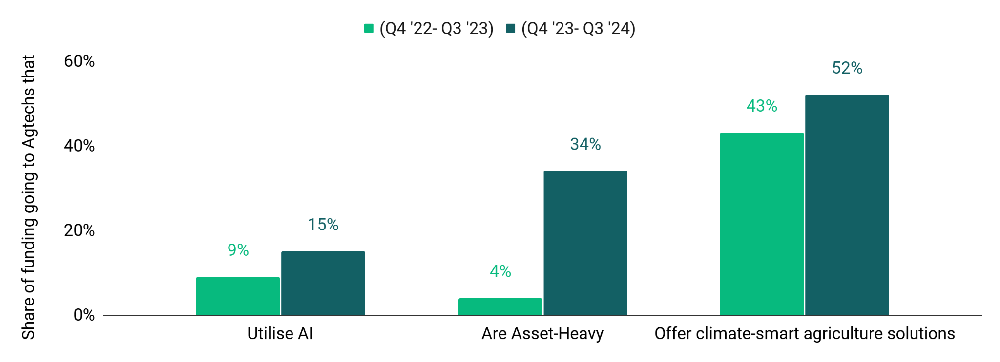 (Q4 '22- Q3 '23) (Q4 '23- Q3 '24)
Share of funding going to Agtechs that
60%
40%
20%
0%
9%
15%
4%
34%
43%
52%
Utilise AI
Are Asset-Heavy
Offer climate-smart agriculture solutions